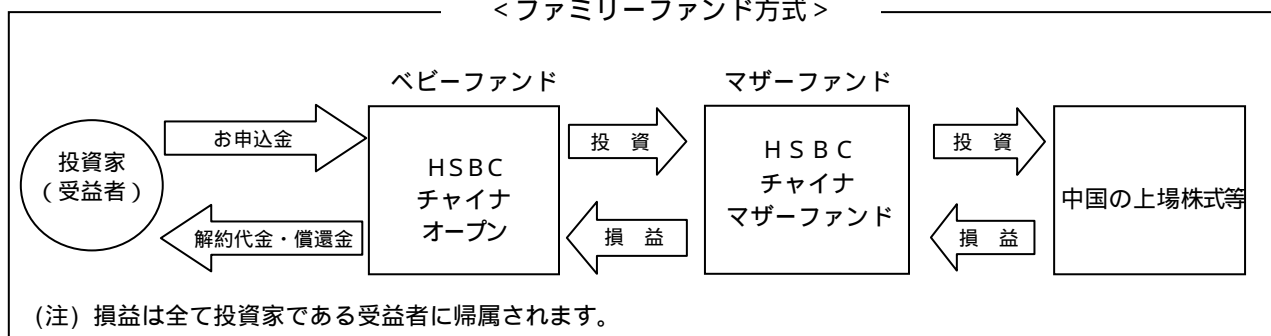 <ファミリーファンド方式>
ベビーファンド
マザーファンド
投資家
(受益者)
お申込金
解約代金・償還金
HSBC
チャイナ
オープン
投 資
損 益
HSBC
チャイナ
マザーファンド
投 資
損 益
中国の上場株式等
(注) 損益は全て投資家である受益者に帰属されます。